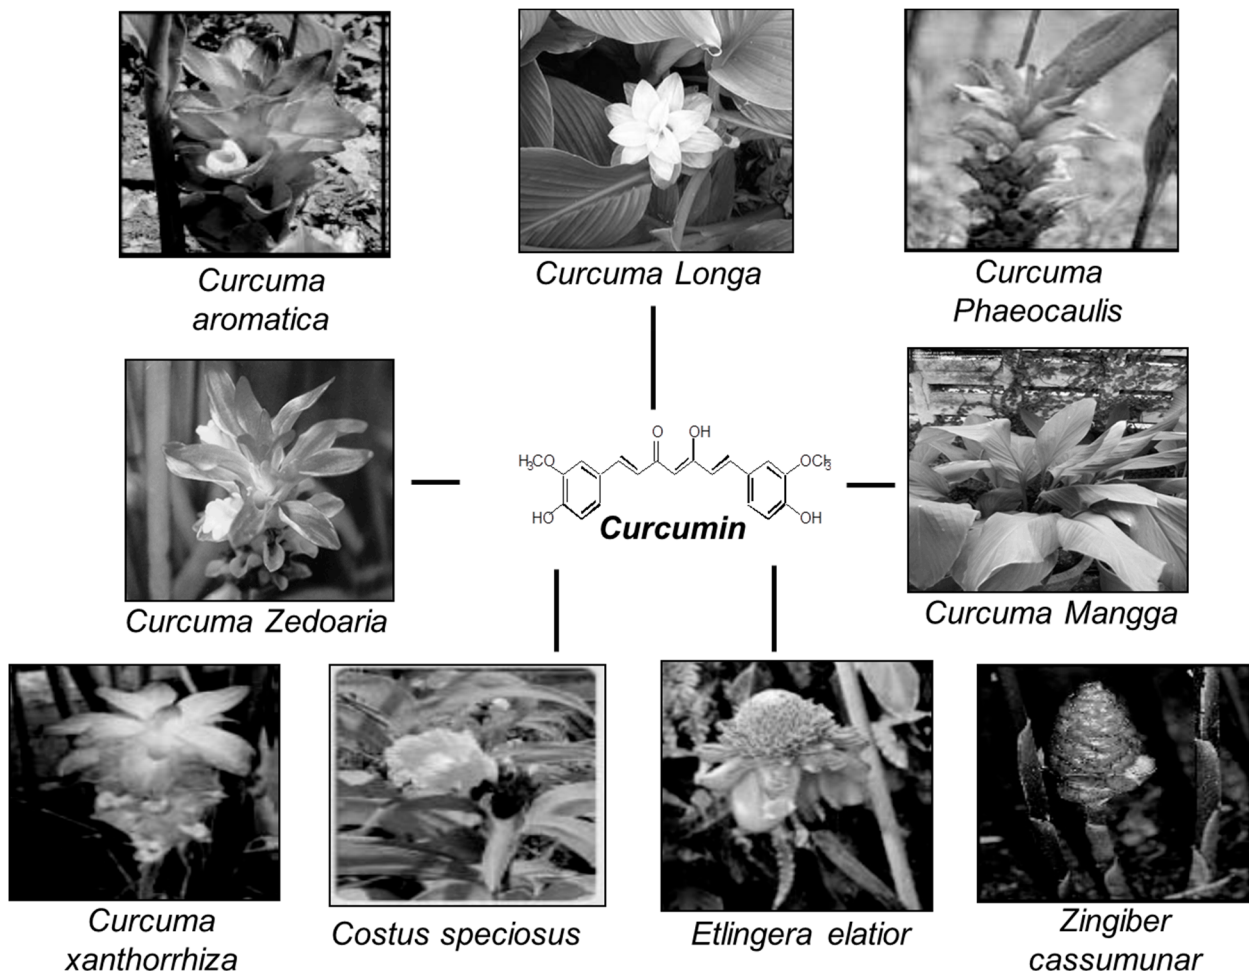 Curcuma
aromatica
Curcuma Longa
Curcuma
Phaeocaulis
Curcuma Zedoaria
O
OH
H₃CO
OCH₃
HO
OH
Curcumin
Curcuma Mangga
Curcuma
xanthorrhiza
Costus speciosus
Etlingera elatior
Zingiber
cassumunar